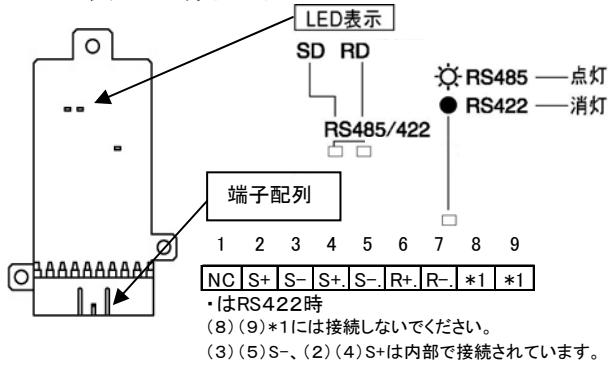 LED表示
SD RD
RS485 点灯
RS422 消灯
RS485/422
端子配列
1 2 3 4 5 6 7 8 9
NC S+ S− S+. S−. R+. R−. *1 *1
・はRS422時
(8)(9)*1には接続しないでください。
(3)(5)S−、(2)(4)S+は内部で接続されています。